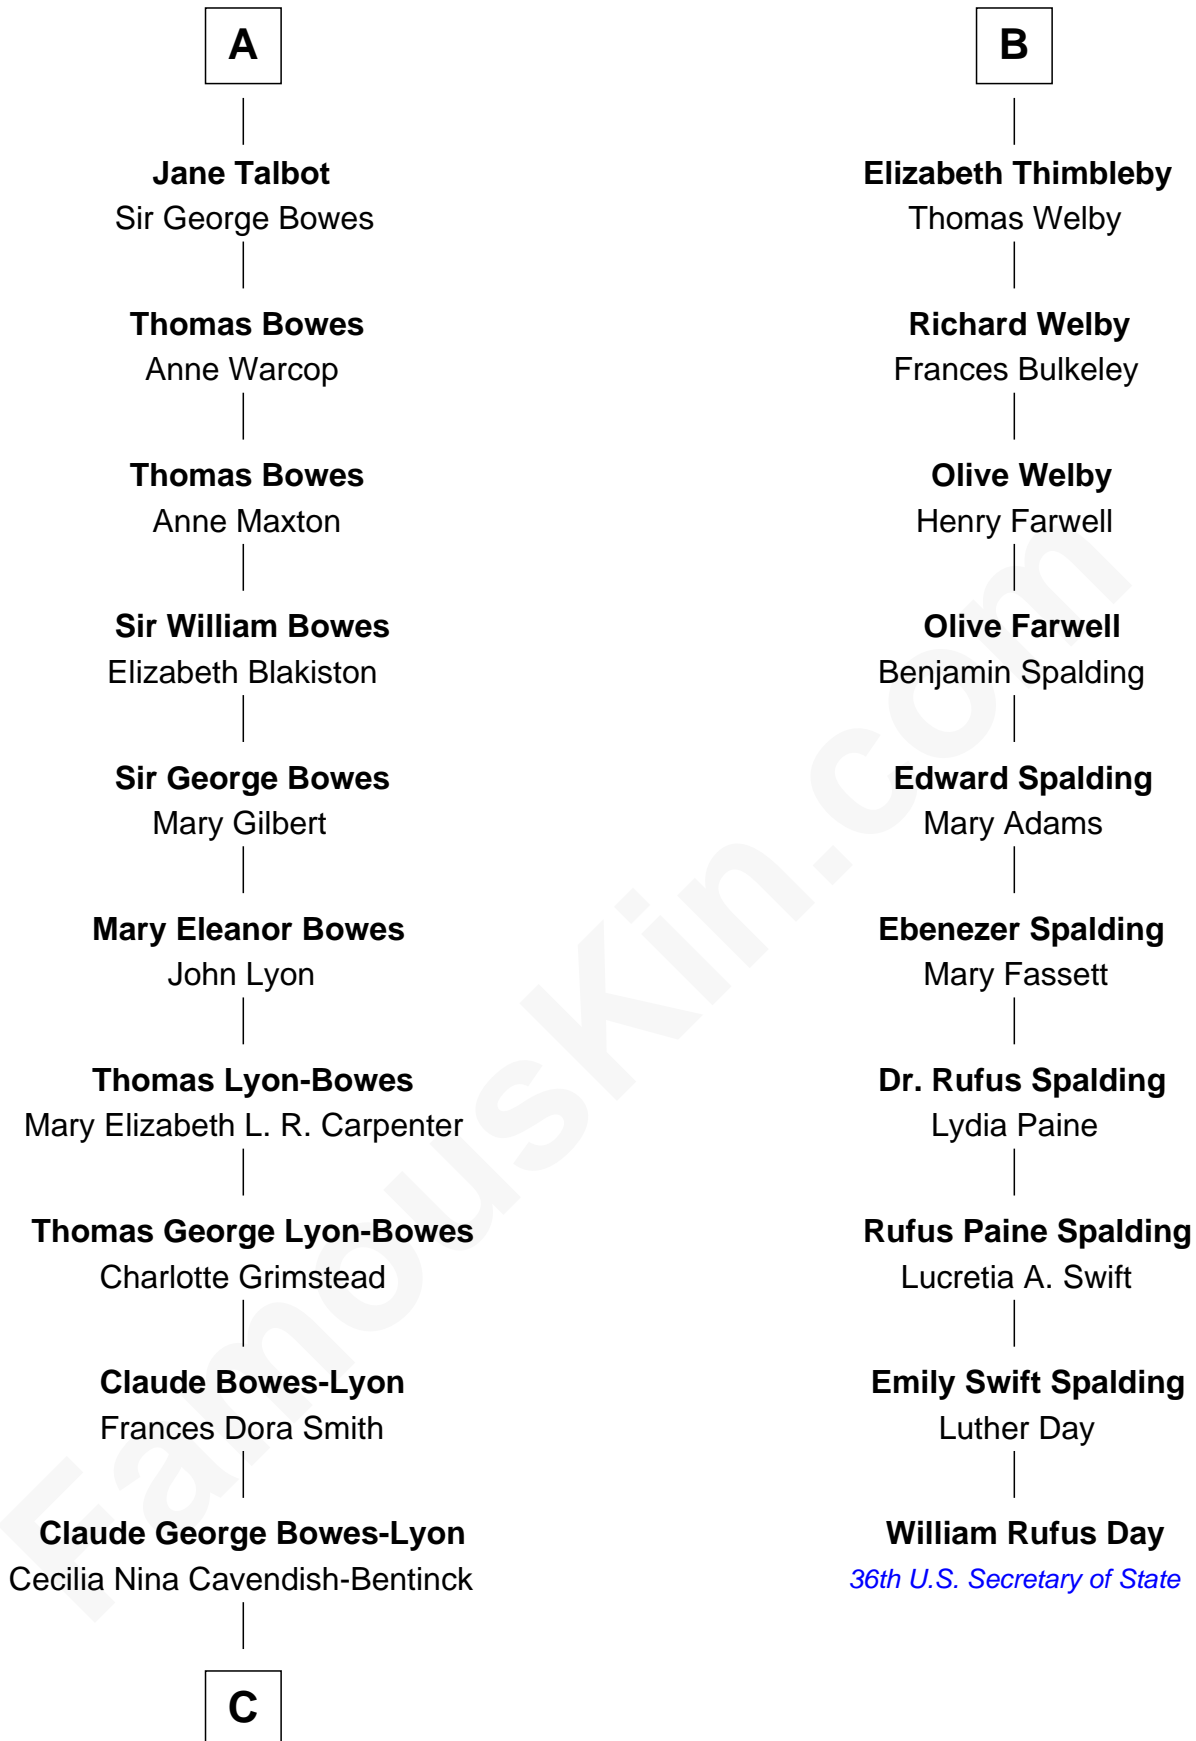 A
Jane Talbot
Sir George Bowes
Thomas Bowes
Anne Warcop
Thomas Bowes
Anne Maxton
Sir William Bowes
Elizabeth Blakiston
Sir George Bowes
Mary Gilbert
Mary Eleanor Bowes
John Lyon
Thomas Lyon-Bowes
Mary Elizabeth L. R. Carpenter
Thomas George Lyon-Bowes
Charlotte Grimstead
Claude Bowes-Lyon
Frances Dora Smith
Claude George Bowes-Lyon
Cecilia Nina Cavendish-Bentinck
C
B
Elizabeth Thimbleby
Thomas Welby
Richard Welby
Frances Bulkeley
Olive Welby
Henry Farwell
Olive Farwell
Benjamin Spalding
Edward Spalding
Mary Adams
Ebenezer Spalding
Mary Fassett
Dr. Rufus Spalding
Lydia Paine
Rufus Paine Spalding
Lucretia A. Swift
Emily Swift Spalding
Luther Day
William Rufus Day
36th U.S. Secretary of State
FamousKin.com